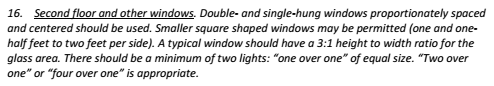 16. Second floor and other windows. Double- and single-hung windows proportionately spaced
and centered should be used. Smaller square shaped windows may be permitted (one and one-
half feet to two feet per side). A typical window should have a 3:1 height to width ratio for the
glass area. There should be a minimum of two lights: "one over one" of equal size. "Two over
one" or "four over one" is appropriate.